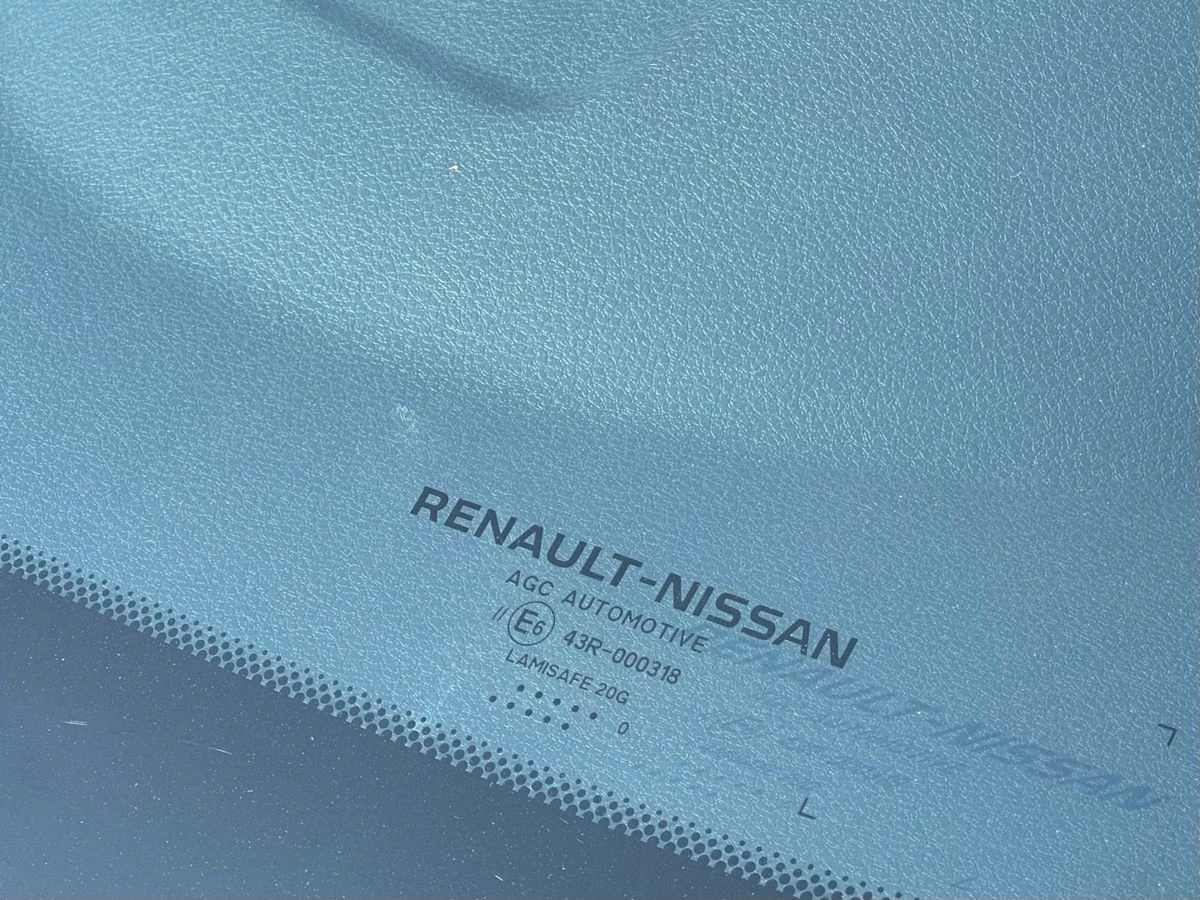 RENAULT-NISSAN
AGC AUTOMOTIVE
// E6 43R-000318
LAMISAFE 20G
0